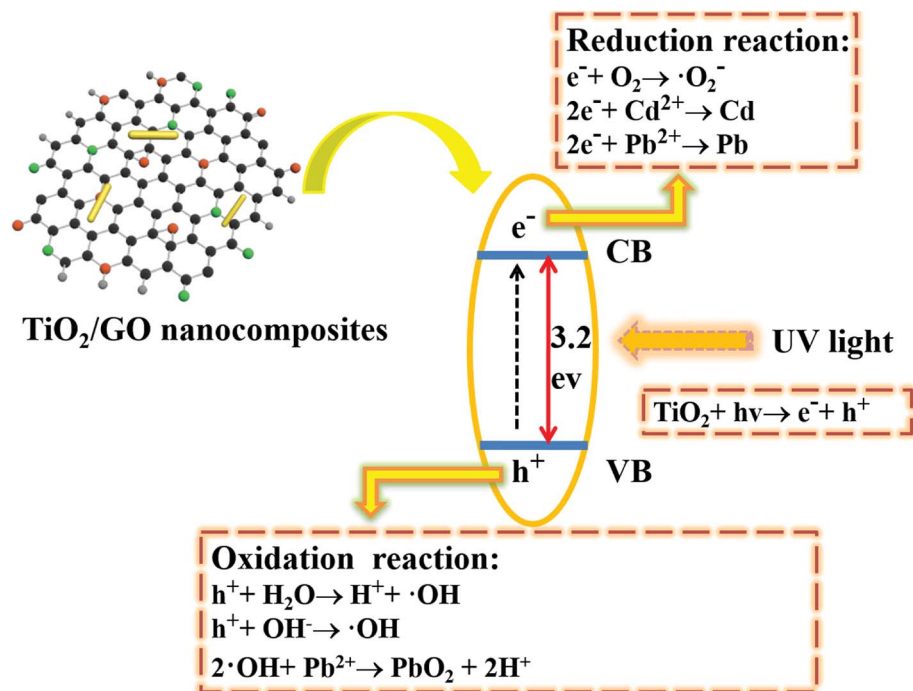 Reduction reaction:
e⁻+ O₂→ ·O₂⁻
2e⁻+ Cd²⁺→ Cd
2e⁻+ Pb²⁺→ Pb
e⁻
CB
TiO₂/GO nanocomposites
3.2
ev
UV light
TiO₂+ hv→ e⁻+ h⁺
h⁺
VB
Oxidation reaction:
h⁺+ H₂O→ H⁺+ ·OH
h⁺+ OH⁻→ ·OH
2·OH+ Pb²⁺→ PbO₂ + 2H⁺